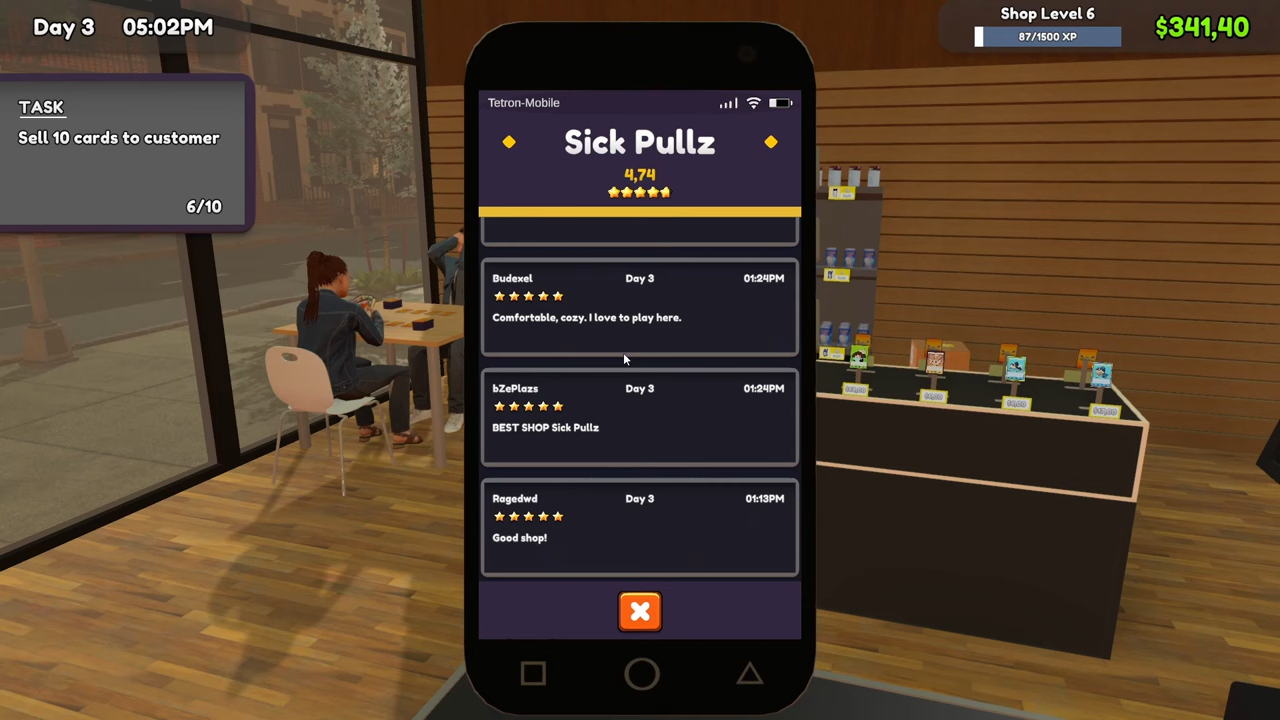 Day 3 05:02PM
Shop Level 6
87/1500 XP
$341,40
TASK
Sell 10 cards to customer
6/10
Tetron-Mobile
Sick Pullz
4,74
Budexel Day 3 01:24PM
Comfortable, cozy. I love to play here.
bZePlazs Day 3 01:24PM
BEST SHOP Sick Pullz
Ragedwd Day 3 01:13PM
Good shop!